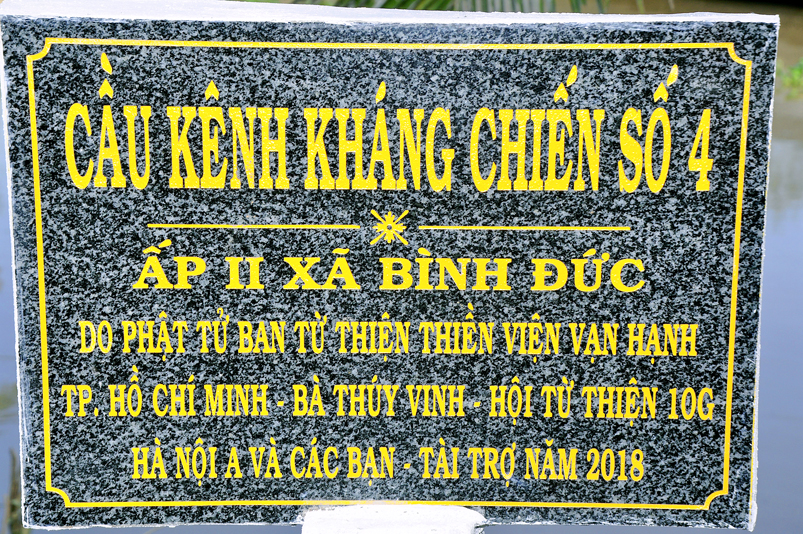 CẦU KÊNH KHÁNG CHIẾN SỐ 4
ẤP II XÃ BÌNH ĐỨC
DO PHẬT TỬ BAN TỪ THIỆN THIỀN VIỆN VẠN HẠNH
TP. HỒ CHÍ MINH - BÀ THÚY VINH - HỘI TỪ THIỆN 10G
HÀ NỘI A VÀ CÁC BẠN - TÀI TRỢ NĂM 2018